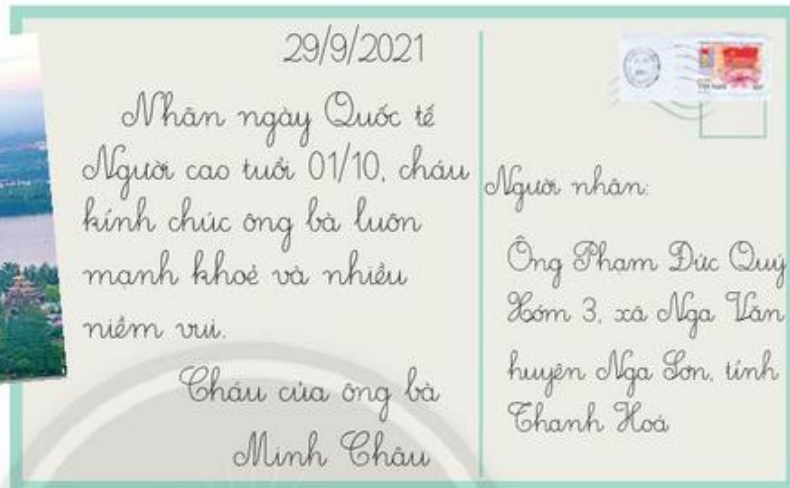 29/9/2021
Nhân ngày Quốc tế
Người cao tuổi 01/10, cháu
kính chúc ông bà luôn
mạnh khoẻ và nhiều
niềm vui.
Cháu của ông bà
Minh Châu
Người nhận:
Ông Phạm Đức Quý
Xóm 3, xã Nga Văn
huyện Nga Sơn, tỉnh
Thanh Hoá